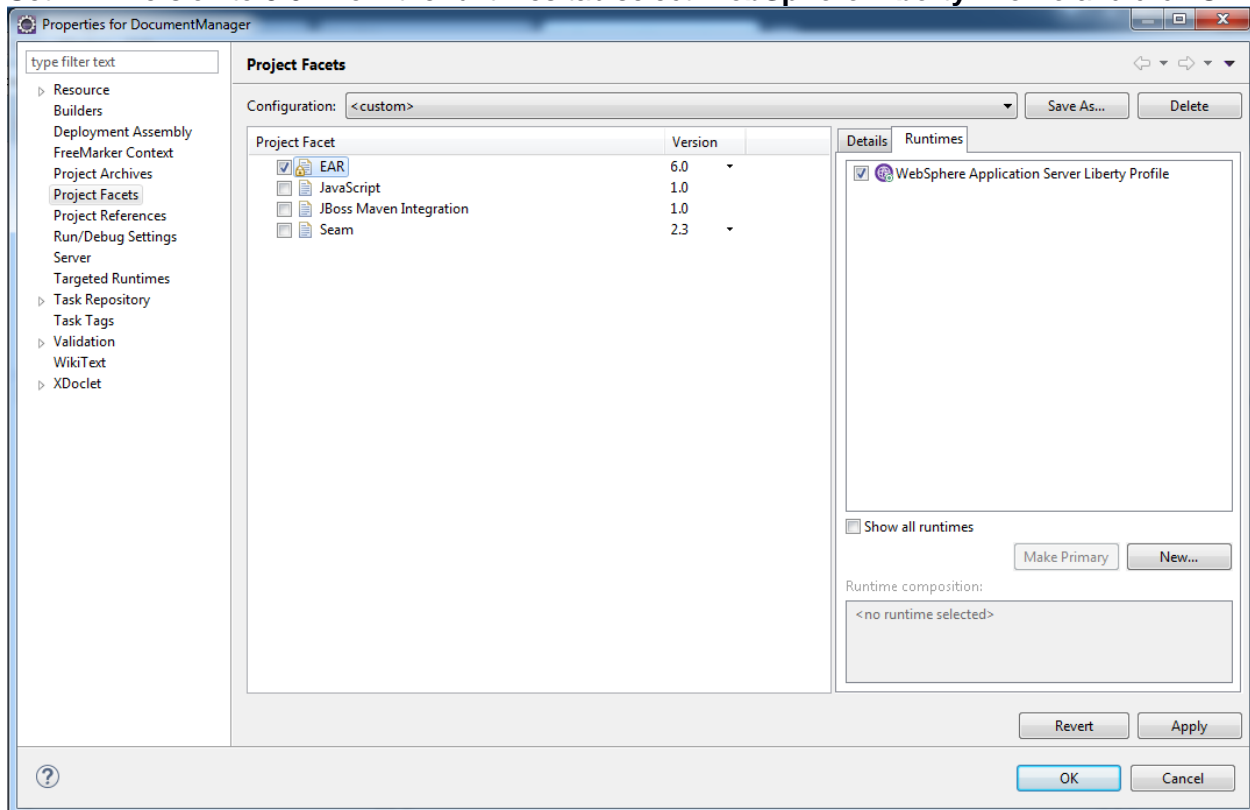 Properties for DocumentManager
type filter text
Project Facets
Resource
Builders
Deployment Assembly
FreeMarker Context
Project Archives
Project Facets
Project References
Run/Debug Settings
Server
Targeted Runtimes
Task Repository
Task Tags
Validation
WikiText
XDoclet
Configuration: <custom> Save As... Delete
Project Facet Version
EAR 6.0
JavaScript 1.0
JBoss Maven Integration 1.0
Seam 2.3
Details Runtimes
WebSphere Application Server Liberty Profile
Show all runtimes
Make Primary New...
Runtime composition:
<no runtime selected>
Revert Apply
? OK Cancel